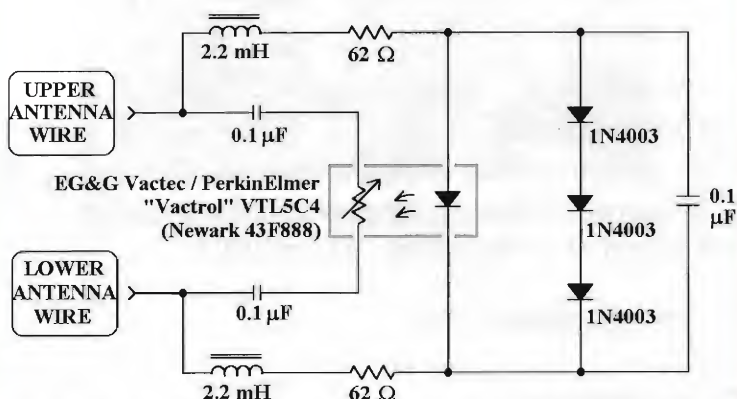 2.2 mH
62 Ω
UPPER
ANTENNA
WIRE
0.1 µF
1N4003
EG&G Vactec / PerkinElmer
"Vactrol" VTL5C4
(Newark 43F888)
1N4003
0.1
µF
LOWER
ANTENNA
WIRE
0.1 µF
1N4003
2.2 mH
62 Ω